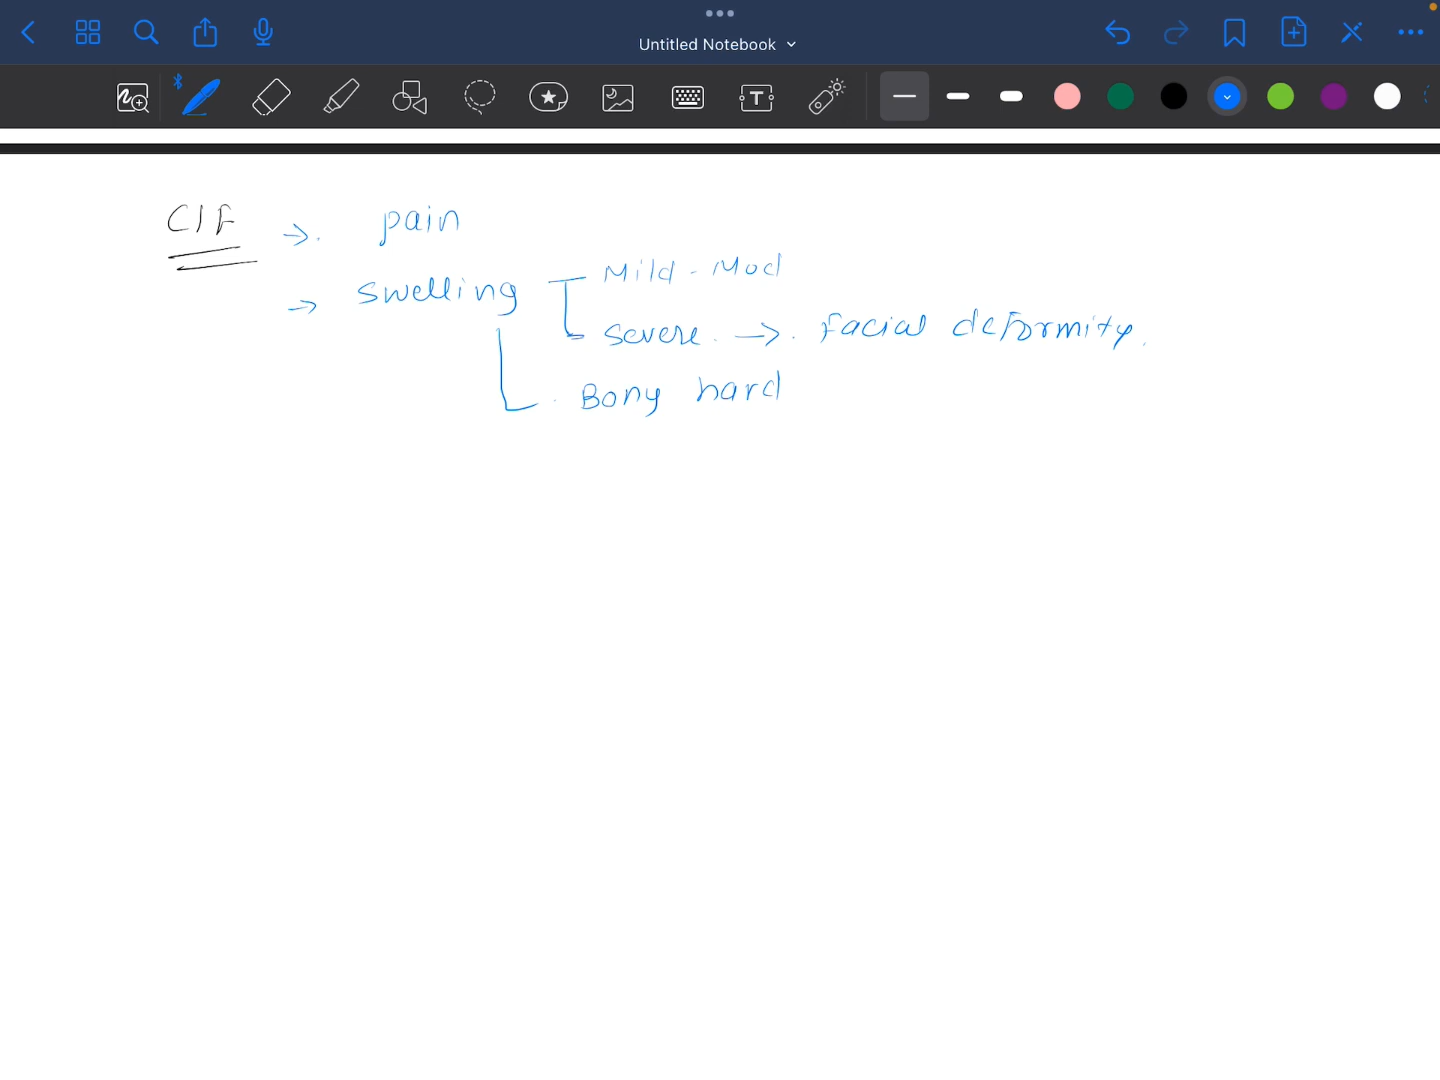 Untitled Notebook
C/F → pain
→ swelling Mild - Mod
severe → Facial deformity.
Bony hard